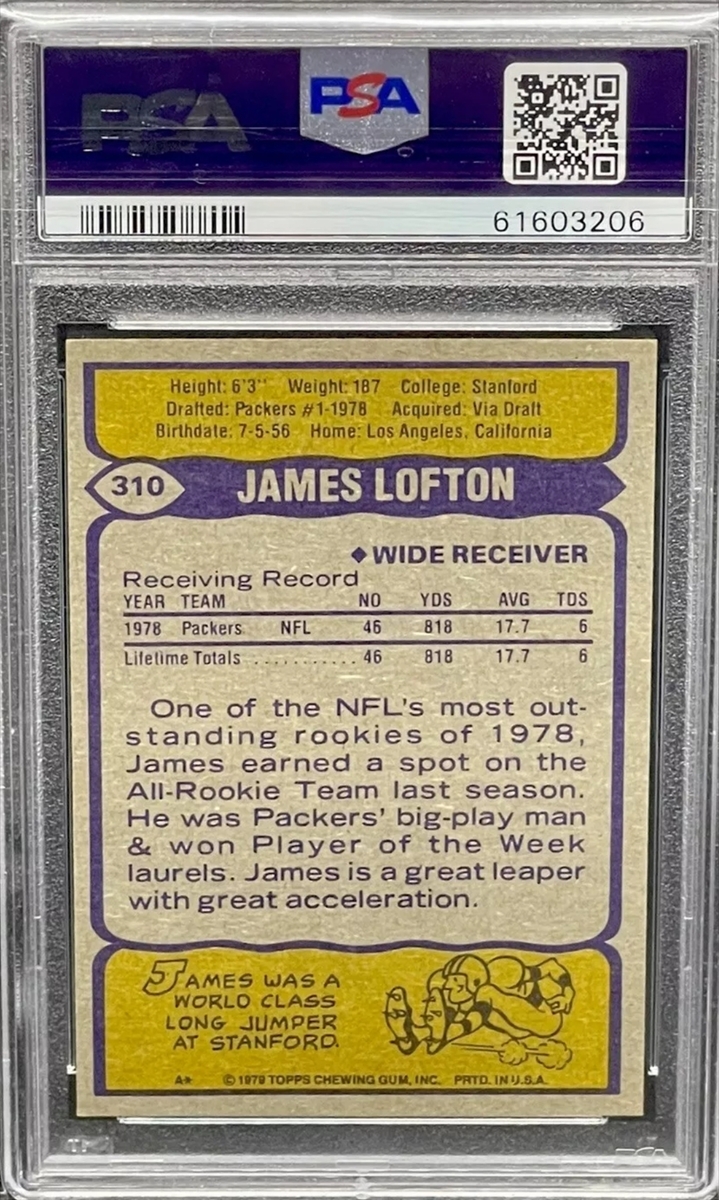 PSA
PSA
61603206
Height: 6'3" Weight: 187 College: Stanford
Drafted: Packers #1-1978 Acquired: Via Draft
Birthdate: 7-5-56 Home: Los Angeles, California
310 JAMES LOFTON
◆WIDE RECEIVER
Receiving Record
YEAR TEAM NO YDS AVG TDS
1978 Packers NFL 46 818 17.7 6
Lifetime Totals ........... 46 818 17.7 6
One of the NFL's most out-
standing rookies of 1978,
James earned a spot on the
All-Rookie Team last season.
He was Packers' big-play man
& won Player of the Week
laurels. James is a great leaper
with great acceleration.
JAMES WAS A
WORLD CLASS
LONG JUMPER
AT STANFORD.
A* © 1979 TOPPS CHEWING GUM, INC. PRTD. IN U.S.A.